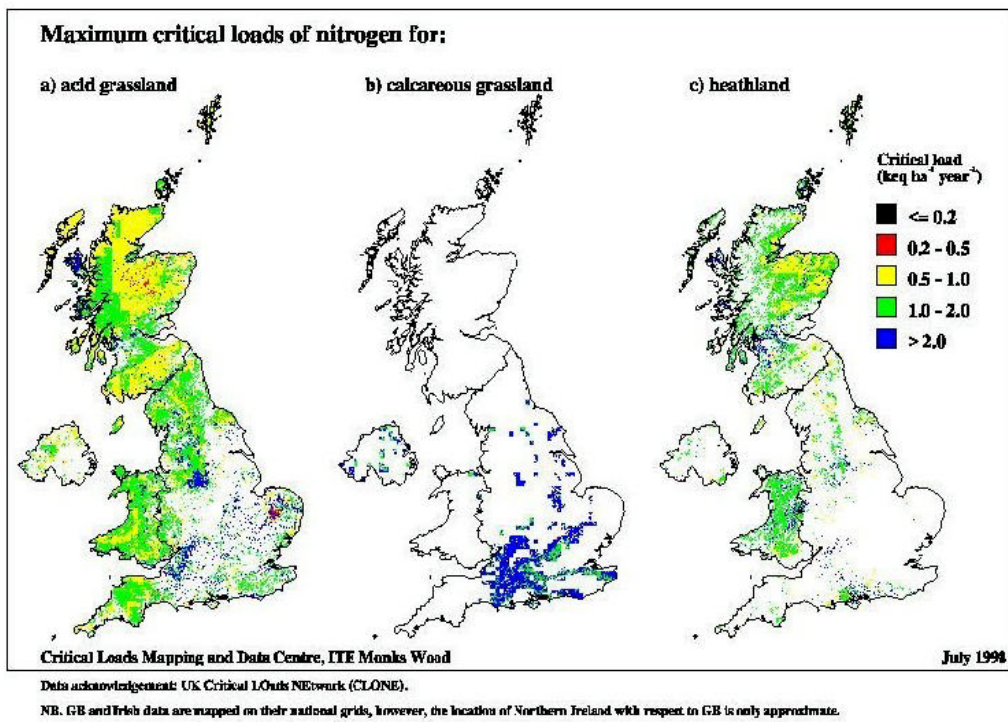 Maximum critical loads of nitrogen for:
a) acid grassland
b) calcareous grassland
c) heathland
Critical load
(keq ha⁻¹ year⁻¹)
<= 0.2
0.2 - 0.5
0.5 - 1.0
1.0 - 2.0
> 2.0
Critical Loads Mapping and Data Centre, ITE Monks Wood
July 1998
Data acknowledgement: UK Critical LOads NEtwork (CLONE).
NB. GB and Irish data are mapped on their national grids, however, the location of Northern Ireland with respect to GB is only approximate.